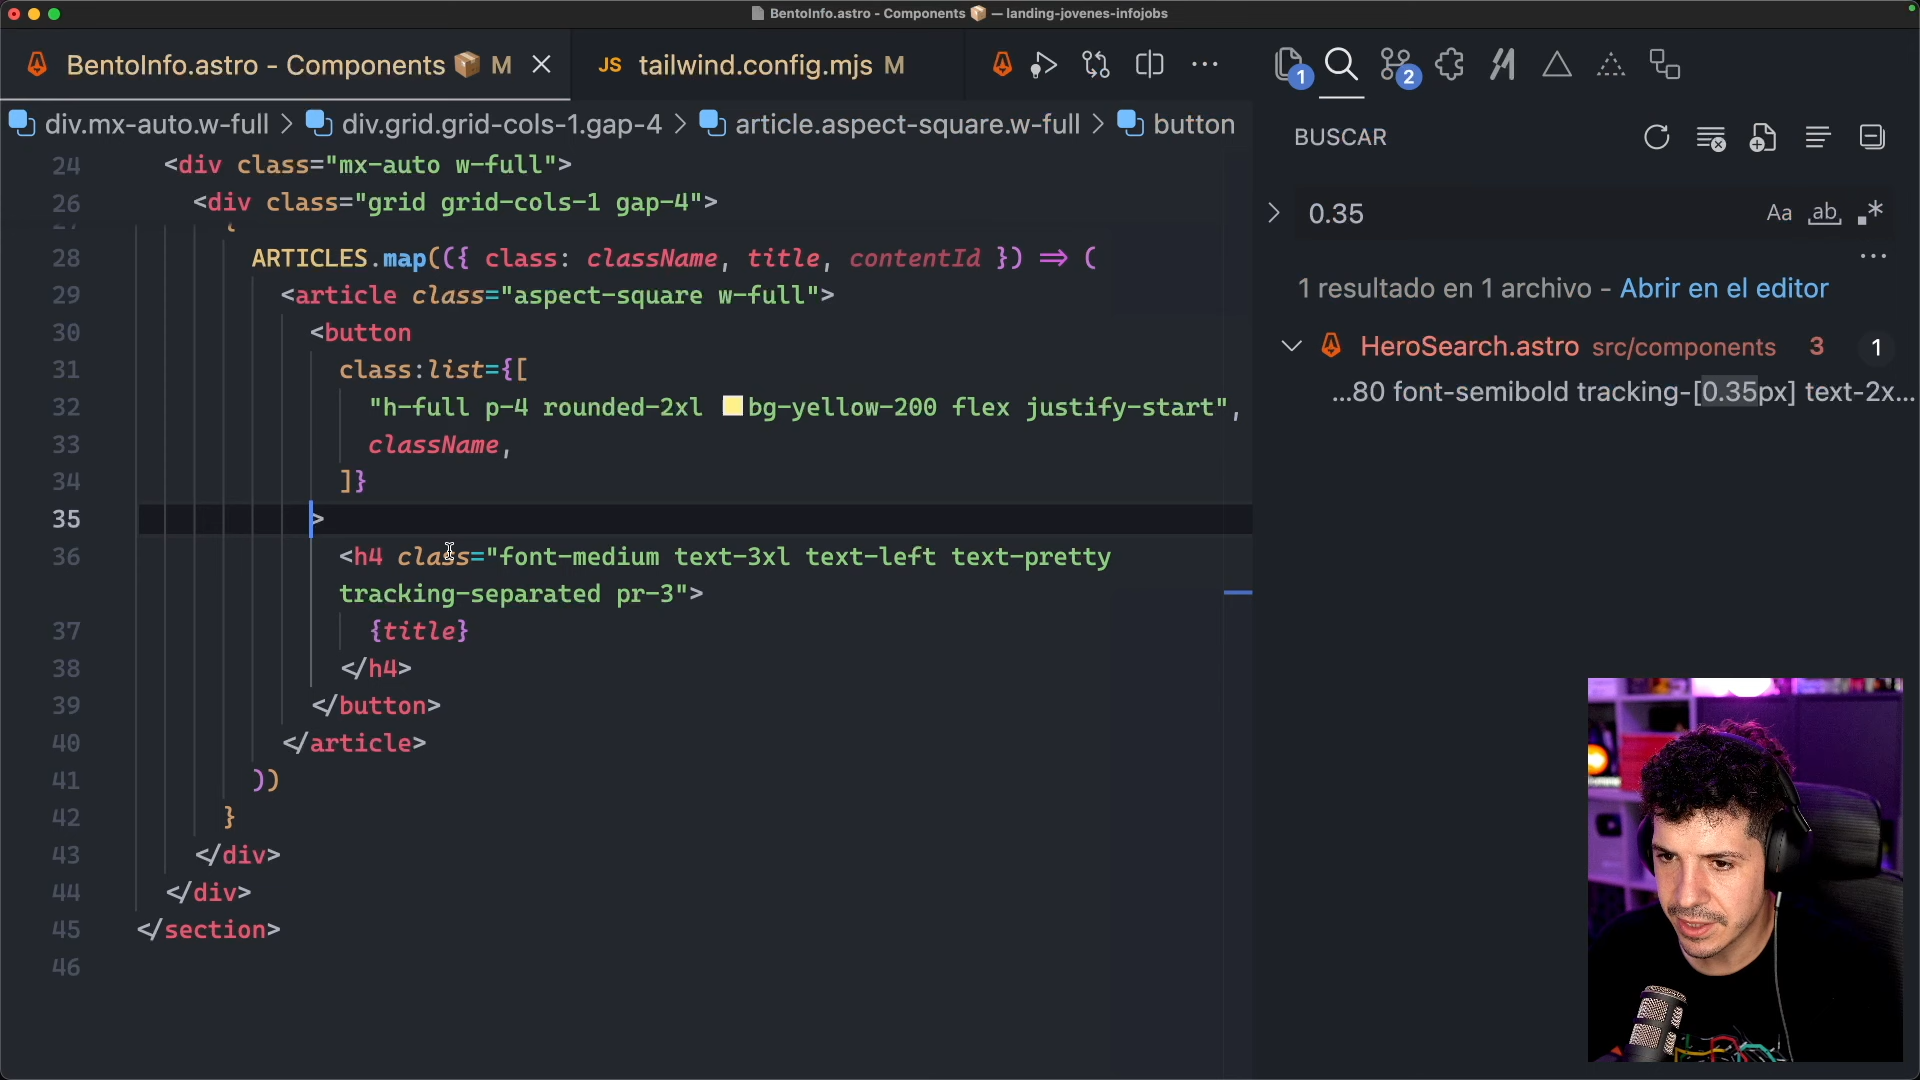 BentoInfo.astro - Components 📦 — landing-jovenes-infojobs
BentoInfo.astro - Components 📦 M
JS tailwind.config.mjs M
1
2
div.mx-auto.w-full > div.grid.grid-cols-1.gap-4 > article.aspect-square.w-full > button
24 <div class="mx-auto w-full">
26 <div class="grid grid-cols-1 gap-4">
28 ARTICLES.map(({ class: className, title, contentId }) => (
29 <article class="aspect-square w-full">
30 <button
31 class:list={[
32 "h-full p-4 rounded-2xl bg-yellow-200 flex justify-start",
33 className,
34 ]}
35 >
36 <h4 class="font-medium text-3xl text-left text-pretty
tracking-separated pr-3">
37 {title}
38 </h4>
39 </button>
40 </article>
41 ))
42 }
43 </div>
44 </div>
45 </section>
46
BUSCAR
0.35 Aa ab .*
1 resultado en 1 archivo - Abrir en el editor
HeroSearch.astro src/components 3 1
...80 font-semibold tracking-[0.35px] text-2x...